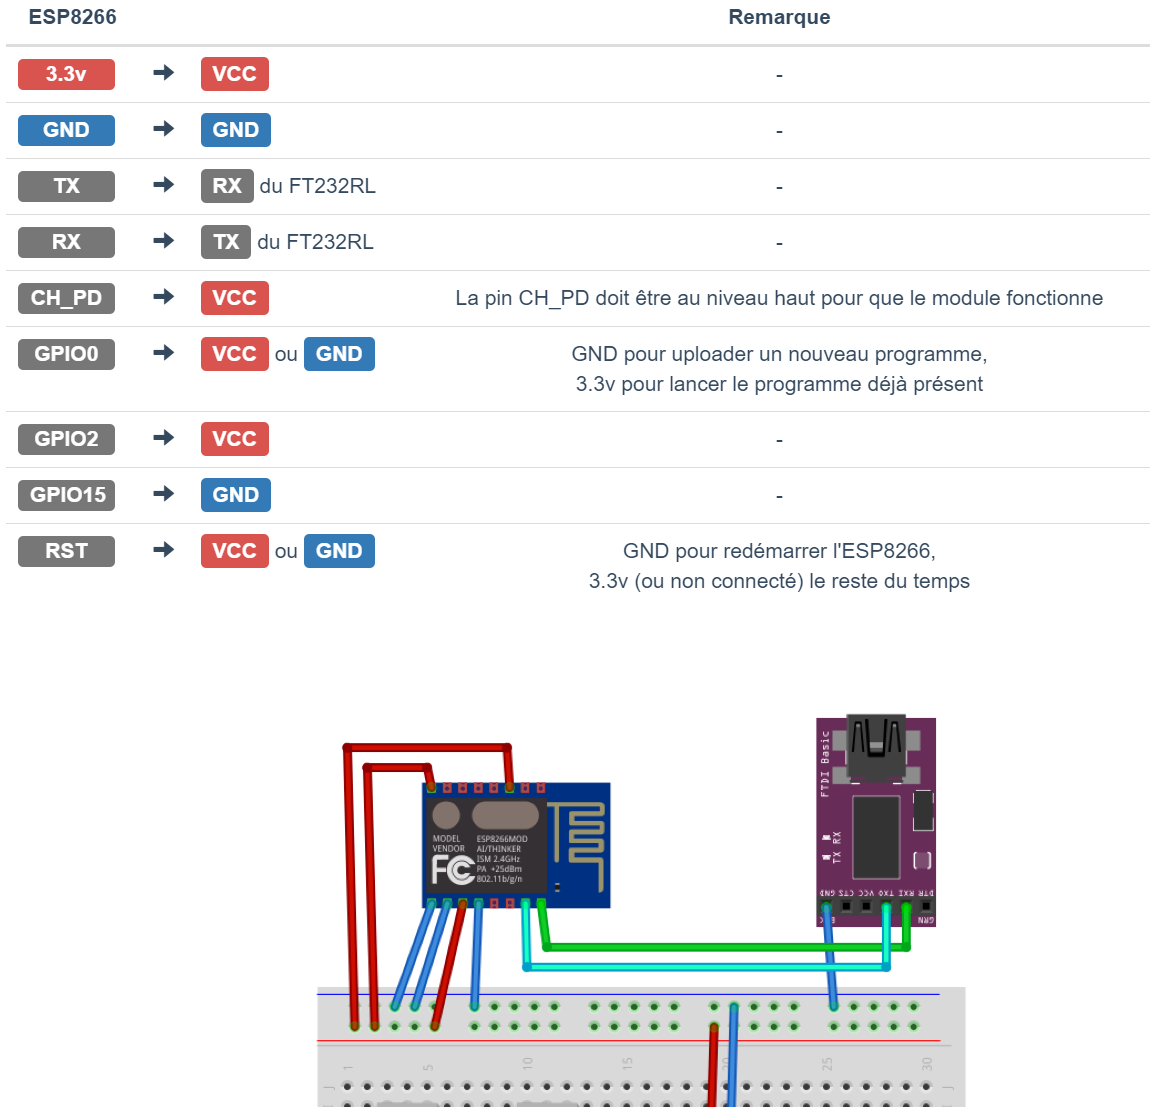 ESP8266 Remarque
3.3v VCC -
GND GND -
TX RX du FT232RL -
RX TX du FT232RL -
CH_PD VCC La pin CH_PD doit être au niveau haut pour que le module fonctionne
GPIO0 VCC ou GND GND pour uploader un nouveau programme,
3.3v pour lancer le programme déjà présent
GPIO2 VCC -
GPIO15 GND -
RST VCC ou GND GND pour redémarrer l'ESP8266,
3.3v (ou non connecté) le reste du temps
MODEL
VENDOR
FC
ESP8266MOD
AI/THINKER
ISM 2.4GHz
PA +25dBm
802.11b/g/n
FTDI Basic
TX RX
GND CTS VCC TXO RXI DTR
GRN
1 5 10 15 20 25 30
J J